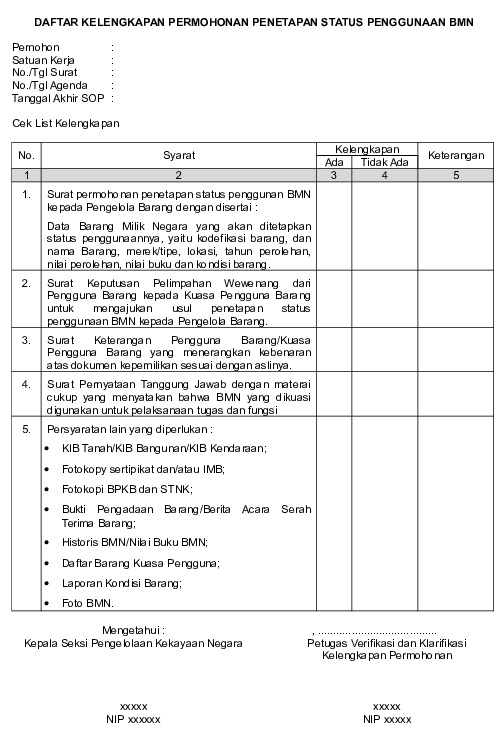 DAFTAR KELENGKAPAN PERMOHONAN PENETAPAN STATUS PENGGUNAAN BMN
Pemohon :
Satuan Kerja :
No./Tgl Surat :
No./Tgl Agenda :
Tanggal Akhir SOP :
Cek List Kelengkapan
No. Syarat Kelengkapan Keterangan
Ada Tidak Ada
1 2 3 4 5
1. Surat permohonan penetapan status penggunan BMN
kepada Pengelola Barang dengan disertai :
Data Barang Milik Negara yang akan ditetapkan
status penggunaannya, yaitu kodefikasi barang, dan
nama Barang, merek/tipe, lokasi, tahun perolehan,
nilai perolehan, nilai buku dan kondisi barang.
2. Surat Keputusan Pelimpahan Wewenang dari
Pengguna Barang kepada Kuasa Pengguna Barang
untuk mengajukan usul penetapan status
penggunaan BMN kepada Pengelola Barang.
3. Surat Keterangan Pengguna Barang/Kuasa
Pengguna Barang yang menerangkan kebenaran
atas dokumen kepemilikan sesuai dengan aslinya.
4. Surat Pernyataan Tanggung Jawab dengan materai
cukup yang menyatakan bahwa BMN yang dikuasi
digunakan untuk pelaksanaan tugas dan fungsi
5. Persyaratan lain yang diperlukan :
• KIB Tanah/KIB Bangunan/KIB Kendaraan;
• Fotokopy sertipikat dan/atau IMB;
• Fotokopi BPKB dan STNK;
• Bukti Pengadaan Barang/Berita Acara Serah
Terima Barang;
• Historis BMN/Nilai Buku BMN;
• Daftar Barang Kuasa Pengguna;
• Laporan Kondisi Barang;
• Foto BMN.
Mengetahui : , ........................................
Kepala Seksi Pengelolaan Kekayaan Negara Petugas Verifikasi dan Klarifikasi
Kelengkapan Permohonan
xxxxx xxxxx
NIP xxxxxx NIP xxxxx